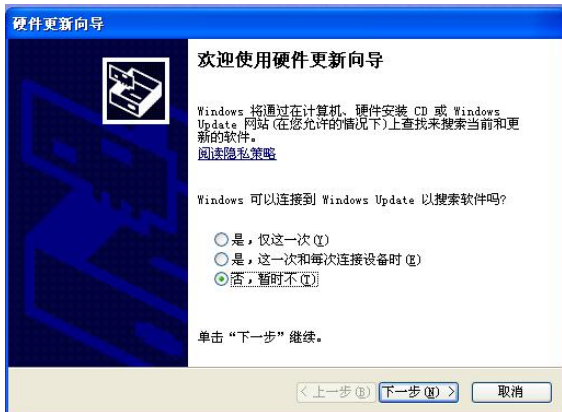 硬件更新向导
欢迎使用硬件更新向导
Windows 将通过在计算机、硬件安装 CD 或 Windows
Update 网站(在您允许的情况下)上查找来搜索当前和更
新的软件。
阅读隐私策略
Windows 可以连接到 Windows Update 以搜索软件吗?
是，仅这一次(Y)
是，这一次和每次连接设备时(E)
否，暂时不(T)
单击“下一步”继续。
< 上一步(B) 下一步(N) > 取消